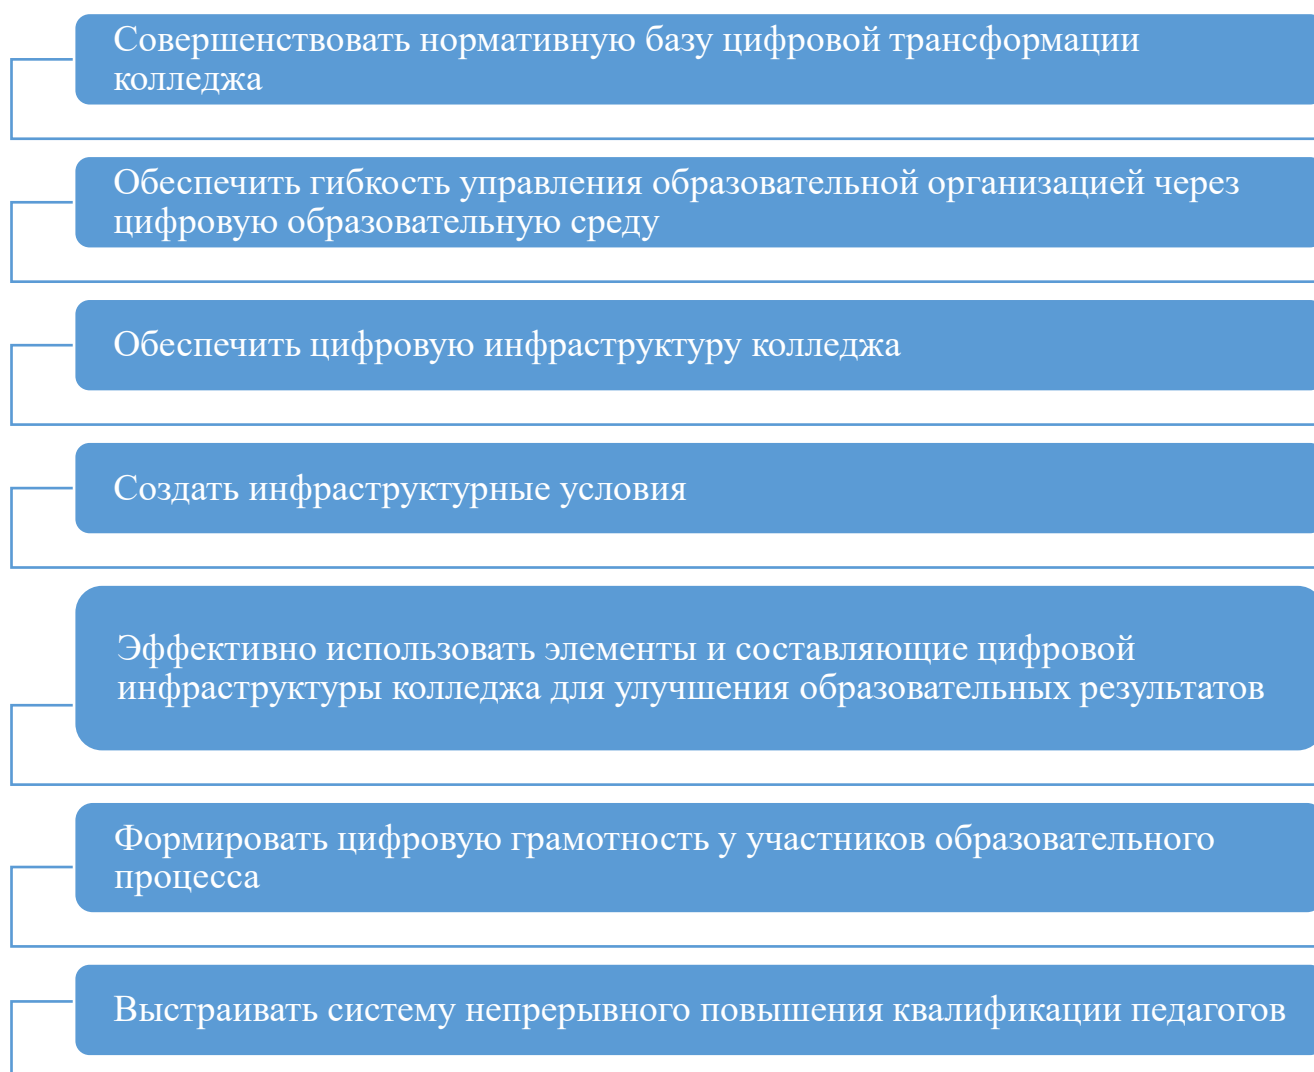 Совершенствовать нормативную базу цифровой трансформации
колледжа
Обеспечить гибкость управления образовательной организацией через
цифровую образовательную среду
Обеспечить цифровую инфраструктуру колледжа
Создать инфраструктурные условия
Эффективно использовать элементы и составляющие цифровой
инфраструктуры колледжа для улучшения образовательных результатов
Формировать цифровую грамотность у участников образовательного
процесса
Выстраивать систему непрерывного повышения квалификации педагогов